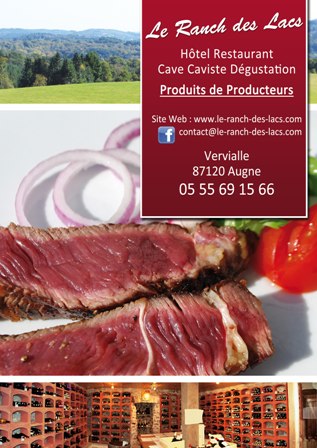 Le Ranch des Lacs
Hôtel Restaurant
Cave Caviste Dégustation
Produits de Producteurs
Site Web : www.le-ranch-des-lacs.com
f contact@le-ranch-des-lacs.com
Vervialle
87120 Augne
05 55 69 15 66